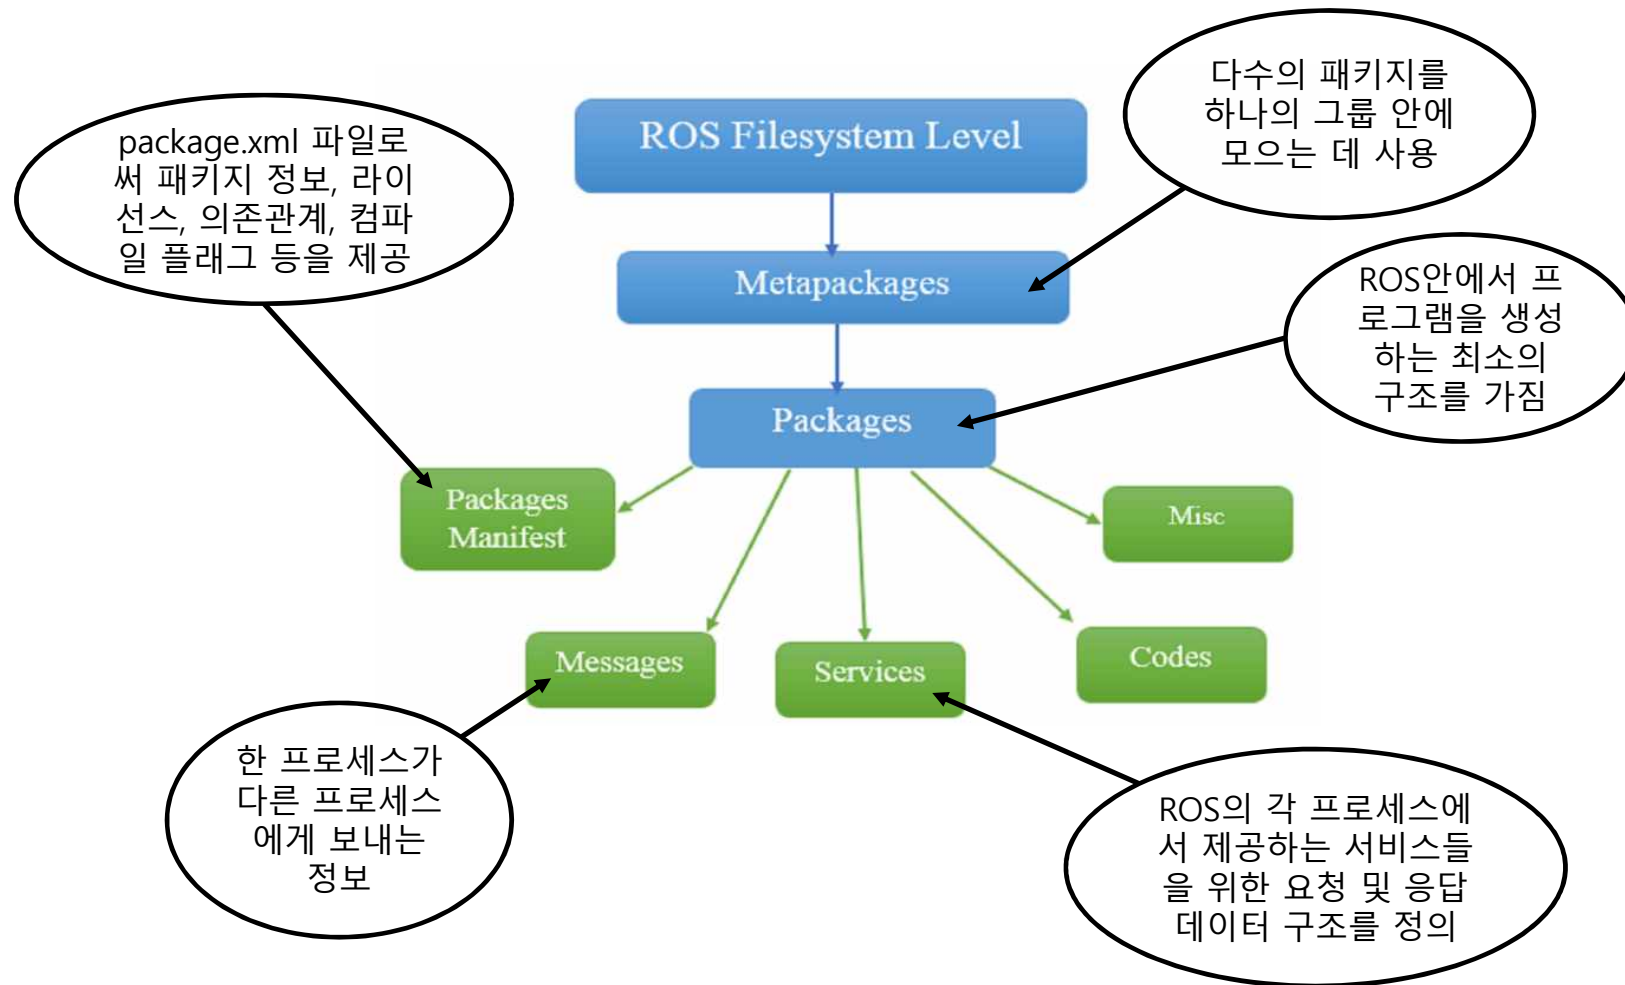 다수의 패키지를
하나의 그룹 안에
모으는 데 사용
package.xml 파일로
써 패키지 정보, 라이
선스, 의존관계, 컴파
일 플래그 등을 제공
ROS Filesystem Level
Metapackages
ROS안에서 프
로그램을 생성
하는 최소의
구조를 가짐
Packages
Packages
Manifest
Misc
Messages
Services
Codes
한 프로세스가
다른 프로세스
에게 보내는
정보
ROS의 각 프로세스에
서 제공하는 서비스들
을 위한 요청 및 응답
데이터 구조를 정의